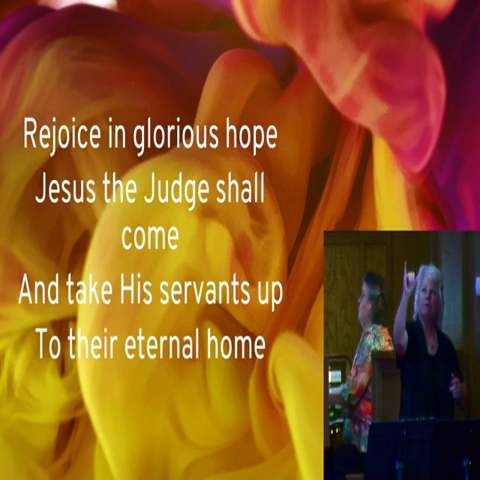 Rejoice in glorious hope
Jesus the Judge shall
come
And take His servants up
To their eternal home